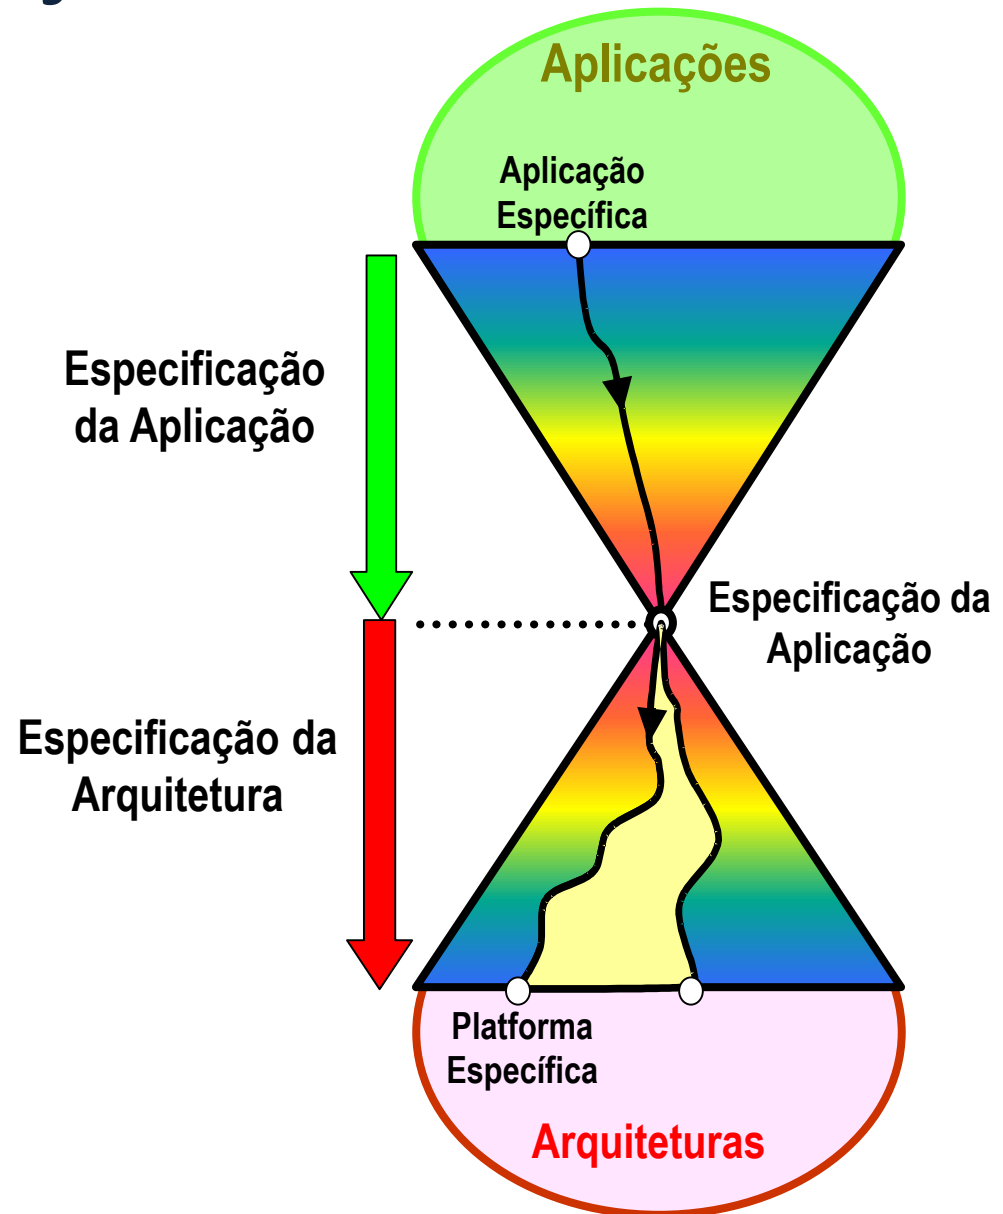 Aplicações
Aplicação
Específica
Especificação
da Aplicação
Especificação da
Aplicação
Especificação da
Arquitetura
Platforma
Específica
Arquiteturas